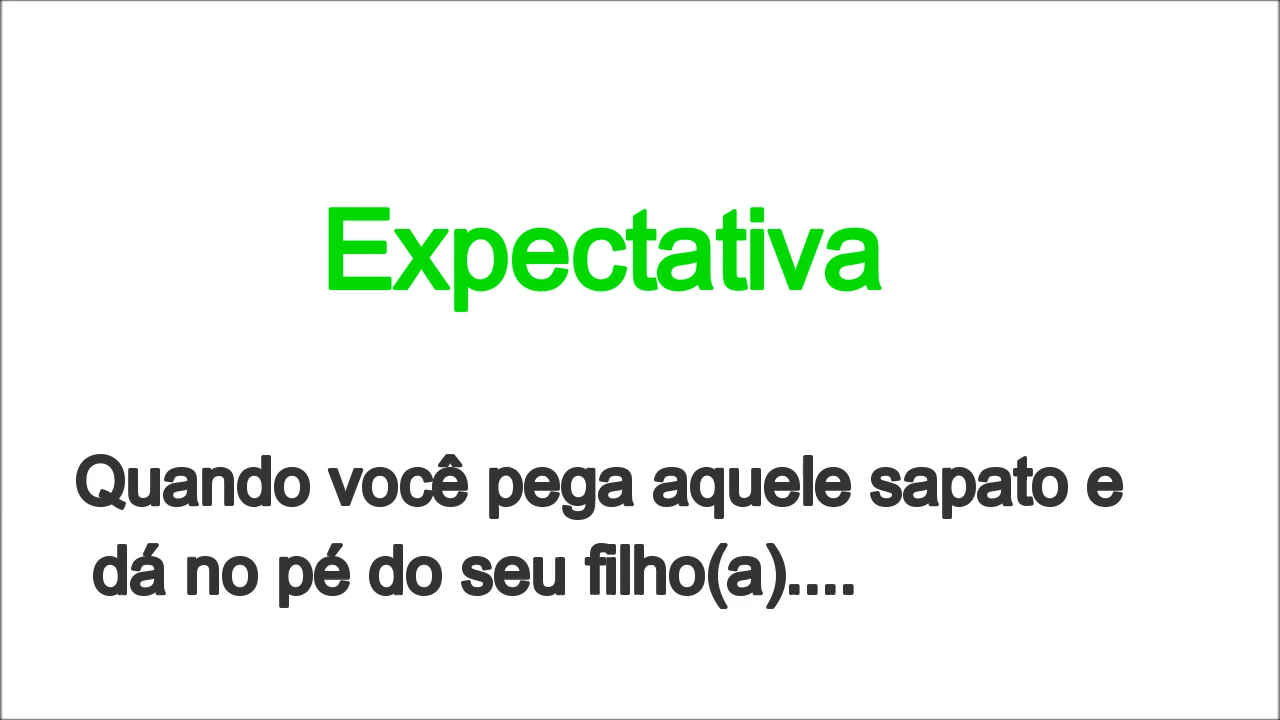 Expectativa
Quando você pega aquele sapato e
dá no pé do seu filho(a)....